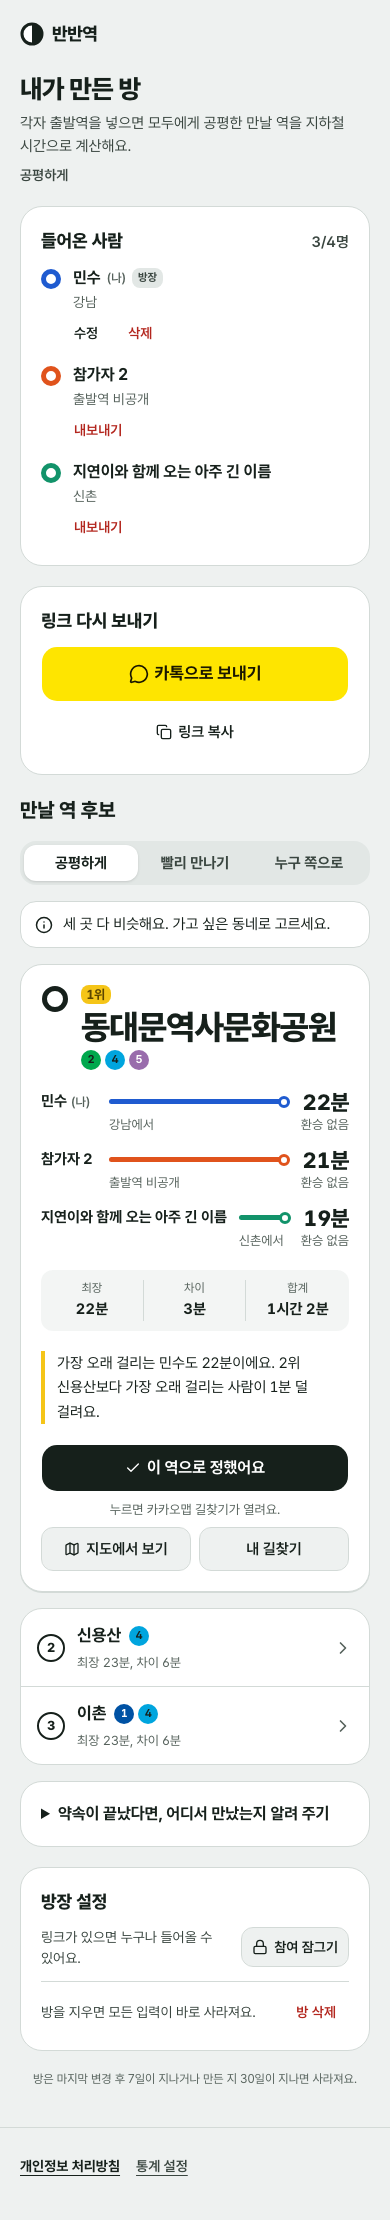 반반역
내가 만든 방
각자 출발역을 넣으면 모두에게 공평한 만날 역을 지하철
시간으로 계산해요.
공평하게
들어온 사람 3/4명
민수 (나) 방장
강남
수정 삭제
참가자 2
출발역 비공개
내보내기
지연이와 함께 오는 아주 긴 이름
신촌
내보내기
링크 다시 보내기
카톡으로 보내기
링크 복사
만날 역 후보
공평하게 빨리 만나기 누구 쪽으로
세 곳 다 비슷해요. 가고 싶은 동네로 고르세요.
1위
동대문역사문화공원
2 4 5
민수 (나) 22분
강남에서 환승 없음
참가자 2 21분
출발역 비공개 환승 없음
지연이와 함께 오는 아주 긴 이름 19분
신촌에서 환승 없음
최장 차이 합계
22분 3분 1시간 2분
가장 오래 걸리는 민수도 22분이에요. 2위
신용산보다 가장 오래 걸리는 사람이 1분 덜
걸려요.
이 역으로 정했어요
누르면 카카오맵 길찾기가 열려요.
지도에서 보기 내 길찾기
2 신용산 4
최장 23분, 차이 6분
3 이촌 1 4
최장 23분, 차이 6분
약속이 끝났다면, 어디서 만났는지 알려 주기
방장 설정
링크가 있으면 누구나 들어올 수
있어요.
참여 잠그기
방을 지우면 모든 입력이 바로 사라져요. 방 삭제
방은 마지막 변경 후 7일이 지나거나 만든 지 30일이 지나면 사라져요.
개인정보 처리방침 통계 설정